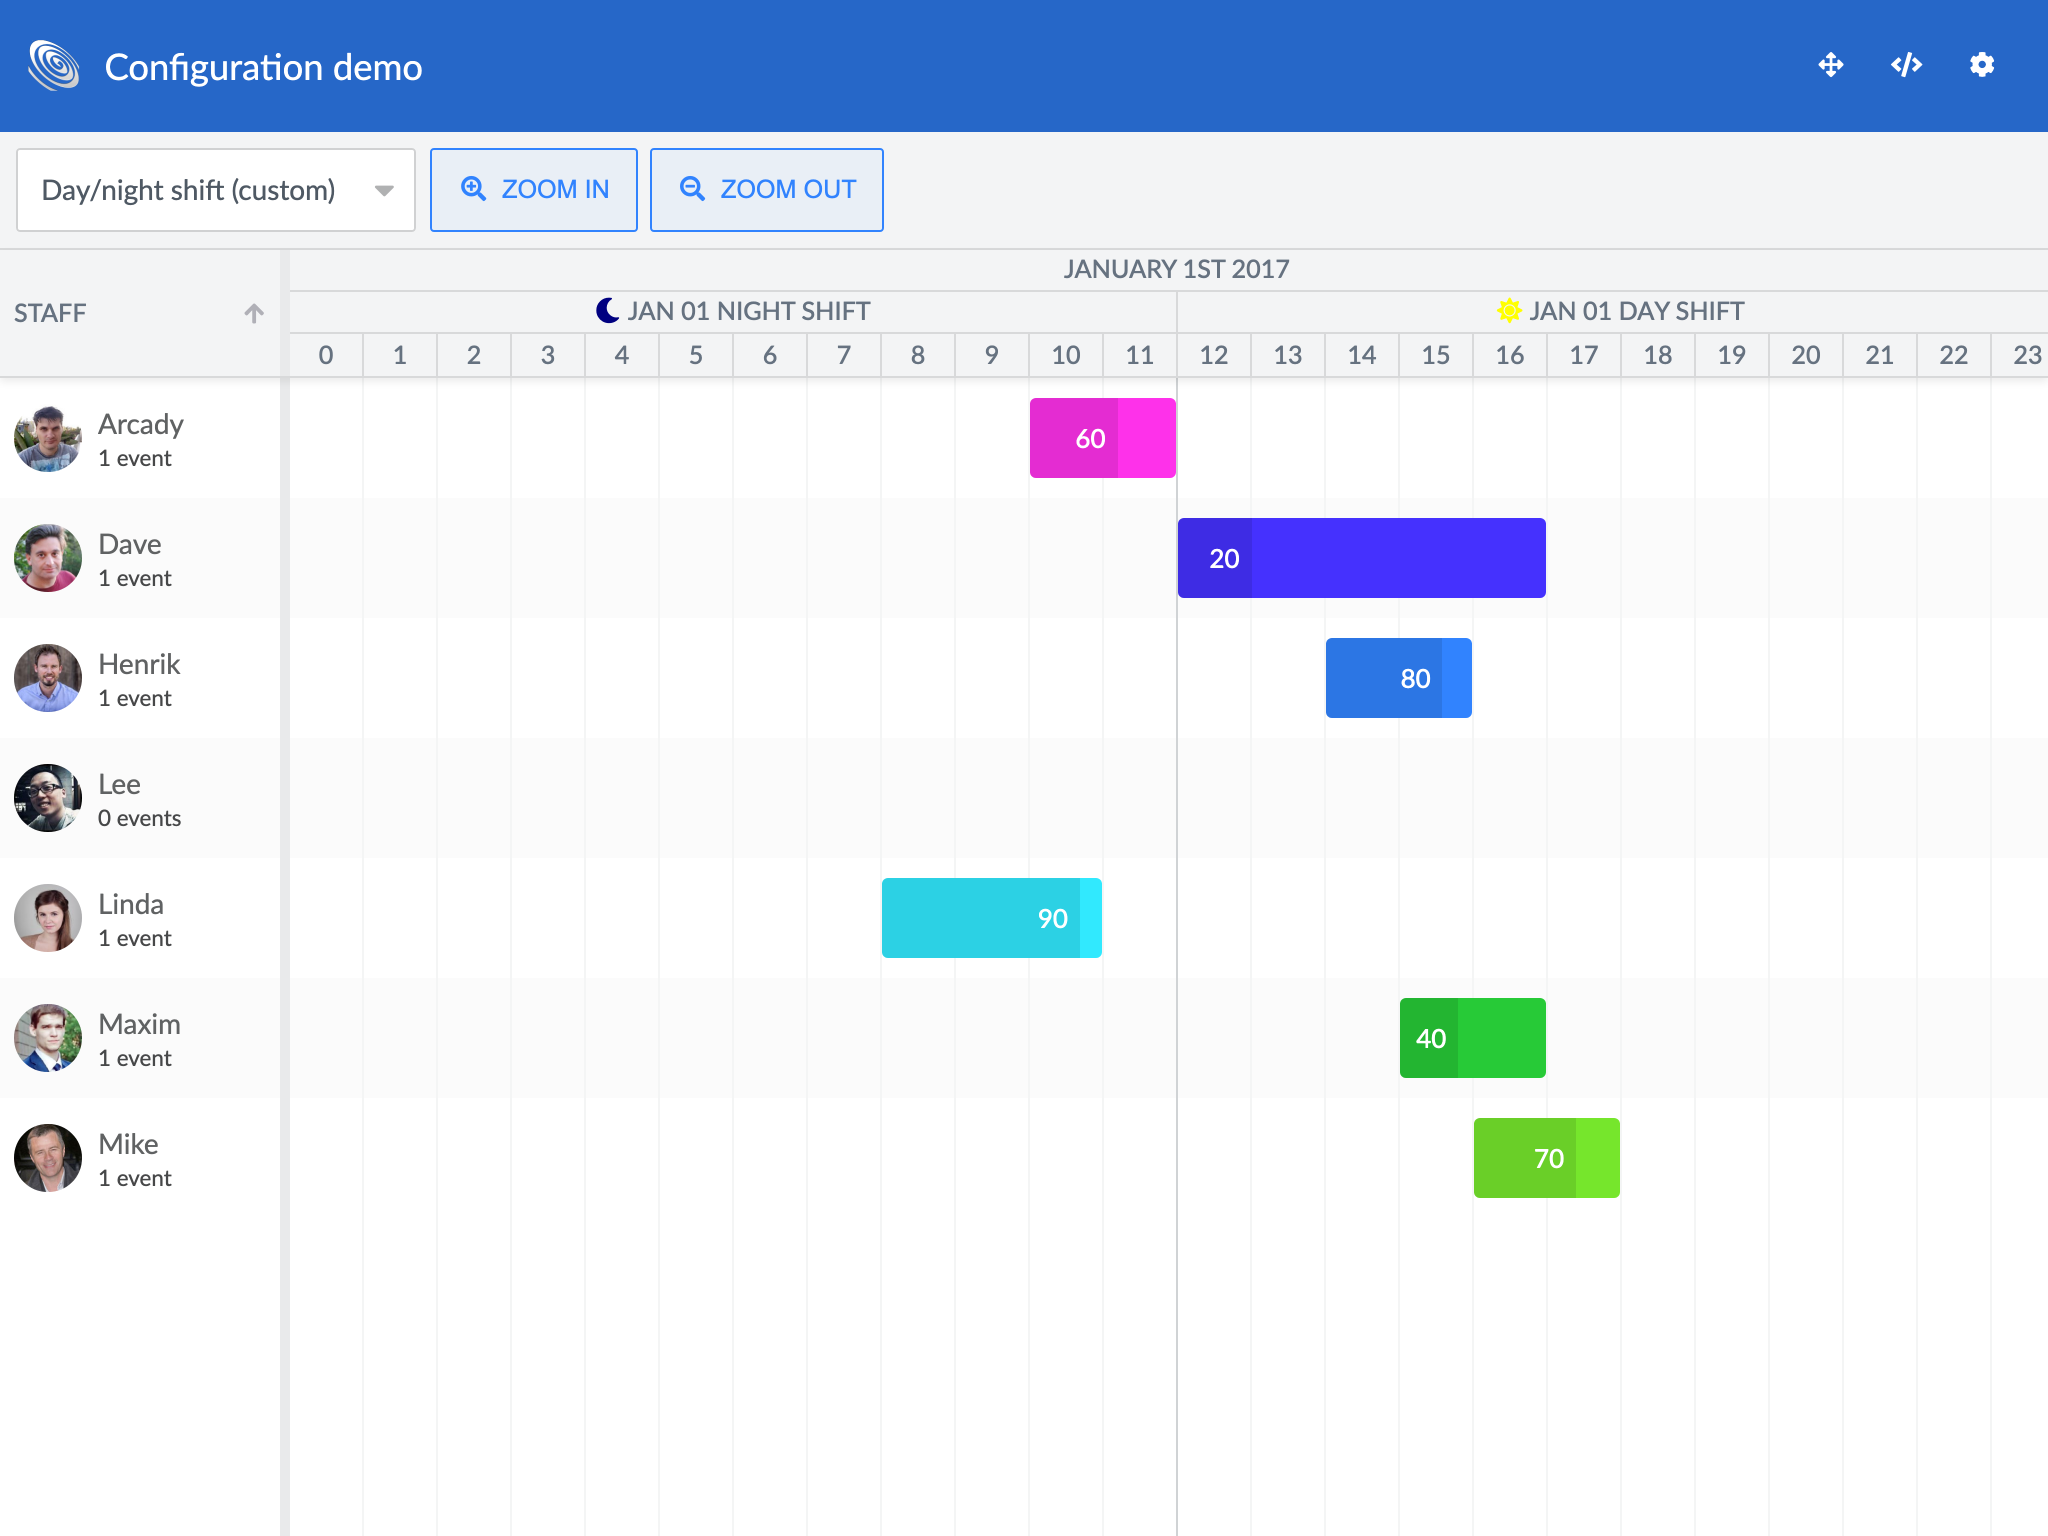 Configuration demo
Day/night shift (custom)
ZOOM IN
ZOOM OUT
STAFF
JANUARY 1ST 2017
JAN 01 NIGHT SHIFT
JAN 01 DAY SHIFT
0 1 2 3 4 5 6 7 8 9 10 11 12 13 14 15 16 17 18 19 20 21 22 23
Arcady
1 event
60
Dave
1 event
20
Henrik
1 event
80
Lee
0 events
Linda
1 event
90
Maxim
1 event
40
Mike
1 event
70